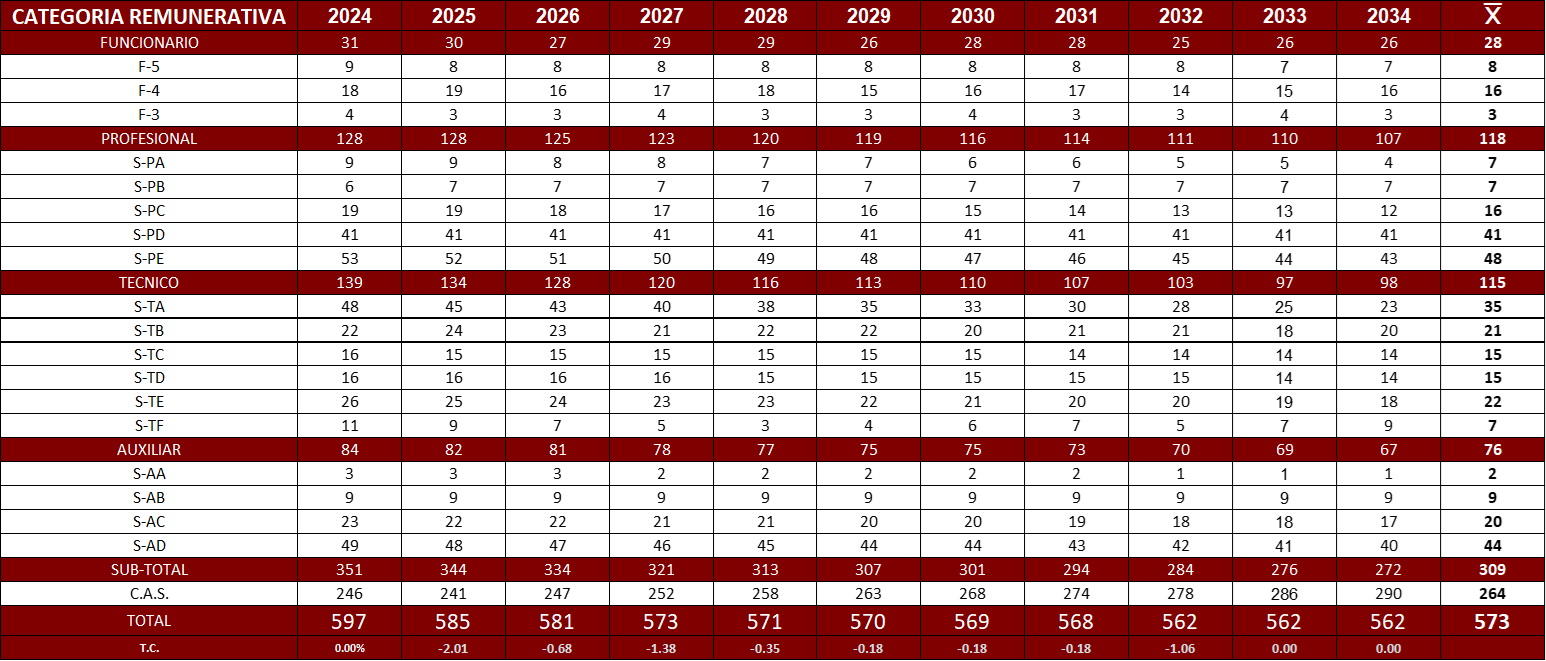 CATEGORIA REMUNERATIVA 2024 2025 2026 2027 2028 2029 2030 2031 2032 2033 2034 X̅
FUNCIONARIO 31 30 27 29 29 26 28 28 25 26 26 28
F-5 9 8 8 8 8 8 8 8 8 7 7 8
F-4 18 19 16 17 18 15 16 17 14 15 16 16
F-3 4 3 3 4 3 3 4 3 3 4 3 3
PROFESIONAL 128 128 125 123 120 119 116 114 111 110 107 118
S-PA 9 9 8 8 7 7 6 6 5 5 4 7
S-PB 6 7 7 7 7 7 7 7 7 7 7 7
S-PC 19 19 18 17 16 16 15 14 13 13 12 16
S-PD 41 41 41 41 41 41 41 41 41 41 41 41
S-PE 53 52 51 50 49 48 47 46 45 44 43 48
TECNICO 139 134 128 120 116 113 110 107 103 97 98 115
S-TA 48 45 43 40 38 35 33 30 28 25 23 35
S-TB 22 24 23 21 22 22 20 21 21 18 20 21
S-TC 16 15 15 15 15 15 15 14 14 14 14 15
S-TD 16 16 16 16 15 15 15 15 15 14 14 15
S-TE 26 25 24 23 23 22 21 20 20 19 18 22
S-TF 11 9 7 5 3 4 6 7 5 7 9 7
AUXILIAR 84 82 81 78 77 75 75 73 70 69 67 76
S-AA 3 3 3 2 2 2 2 2 1 1 1 2
S-AB 9 9 9 9 9 9 9 9 9 9 9 9
S-AC 23 22 22 21 21 20 20 19 18 18 17 20
S-AD 49 48 47 46 45 44 44 43 42 41 40 44
SUB-TOTAL 351 344 334 321 313 307 301 294 284 276 272 309
C.A.S. 246 241 247 252 258 263 268 274 278 286 290 264
TOTAL 597 585 581 573 571 570 569 568 562 562 562 573
T.C. 0.00% -2.01 -0.68 -1.38 -0.35 -0.18 -0.18 -0.18 -1.06 0.00 0.00